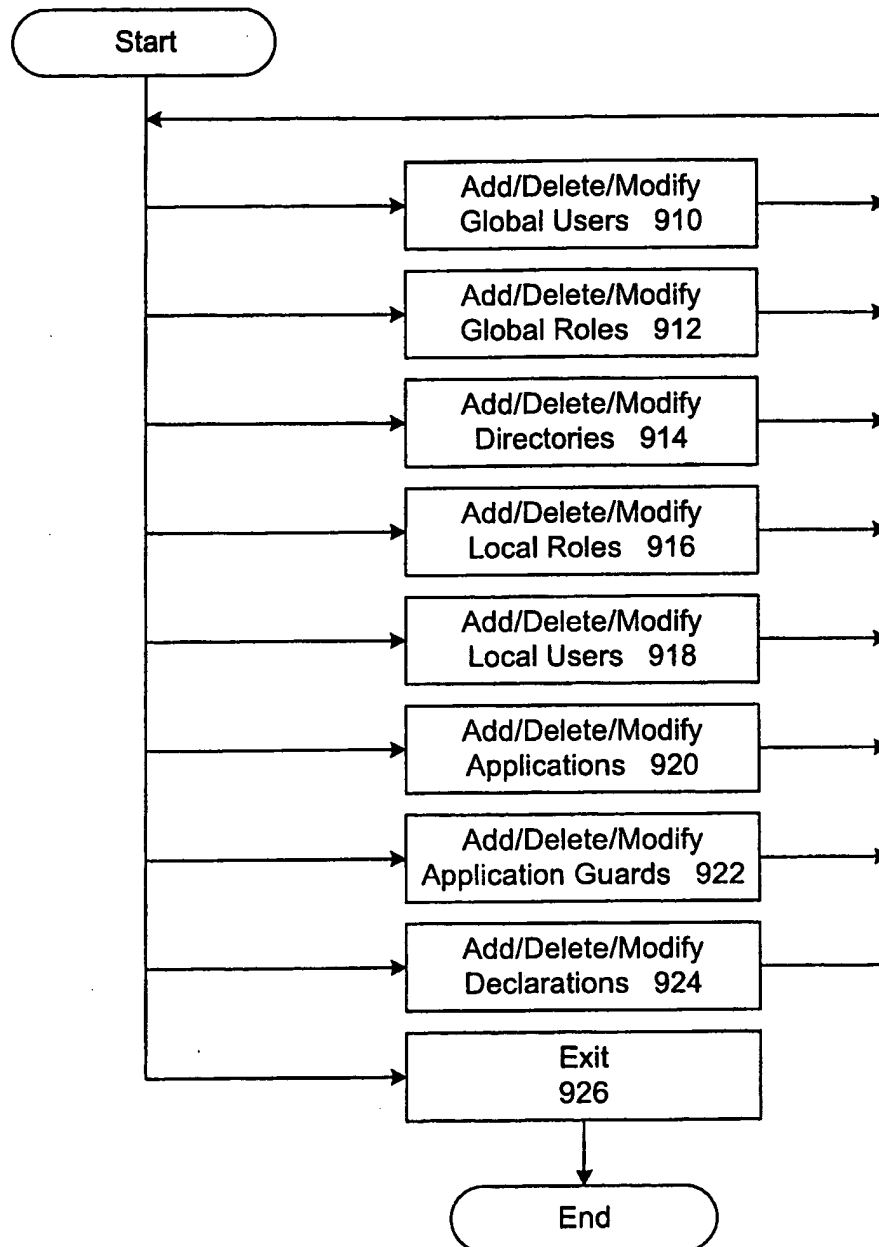 Start
Add/Delete/Modify
Global Users 910
Add/Delete/Modify
Global Roles 912
Add/Delete/Modify
Directories 914
Add/Delete/Modify
Local Roles 916
Add/Delete/Modify
Local Users 918
Add/Delete/Modify
Applications 920
Add/Delete/Modify
Application Guards 922
Add/Delete/Modify
Declarations 924
Exit
926
End